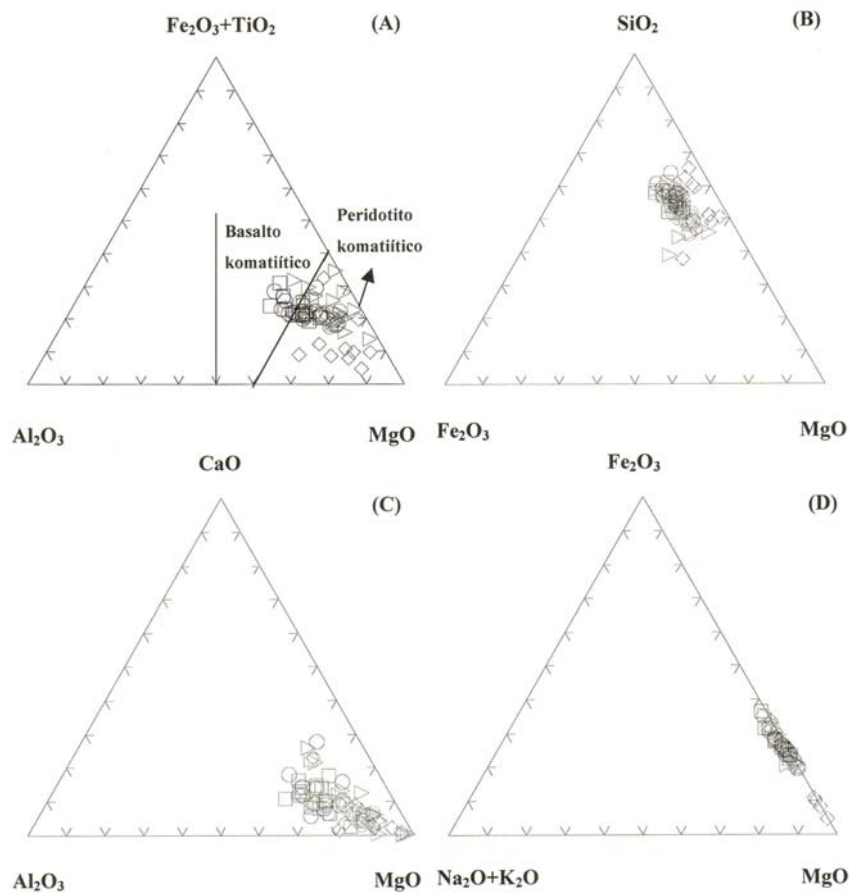 Fe₂O₃+TiO₂ (A)
Basalto
komatiítico
Peridotito
komatiítico
Al₂O₃ MgO
SiO₂ (B)
Fe₂O₃ MgO
CaO (C)
Al₂O₃ MgO
Fe₂O₃ (D)
Na₂O+K₂O MgO